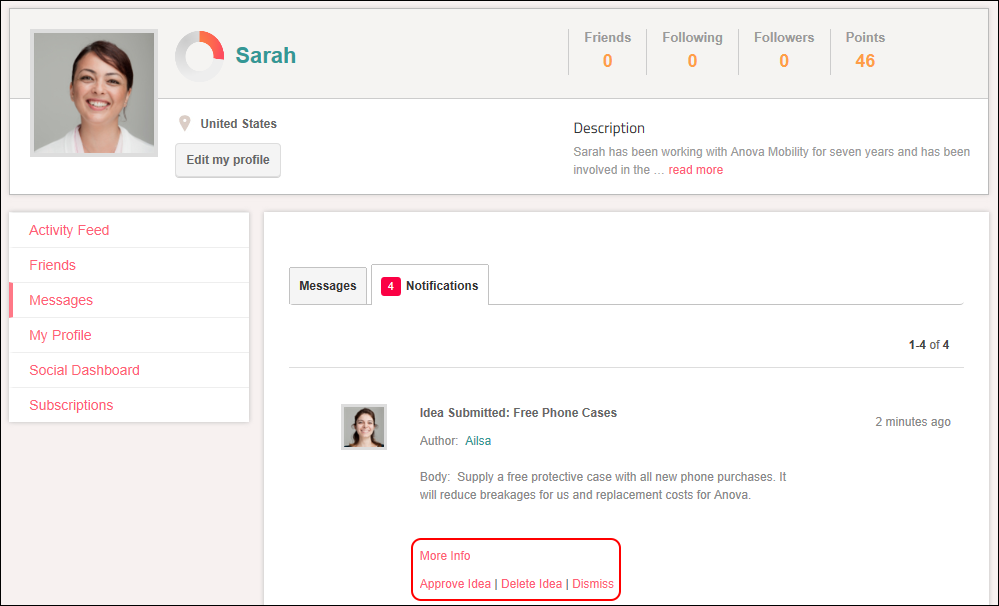 Sarah
Friends
0
Following
0
Followers
0
Points
46
United States
Edit my profile
Description
Sarah has been working with Anova Mobility for seven years and has been
involved in the ... read more
Activity Feed
Friends
Messages
My Profile
Social Dashboard
Subscriptions
Messages
4 Notifications
1-4 of 4
Idea Submitted: Free Phone Cases
2 minutes ago
Author: Ailsa
Body: Supply a free protective case with all new phone purchases. It
will reduce breakages for us and replacement costs for Anova.
More Info
Approve Idea | Delete Idea | Dismiss